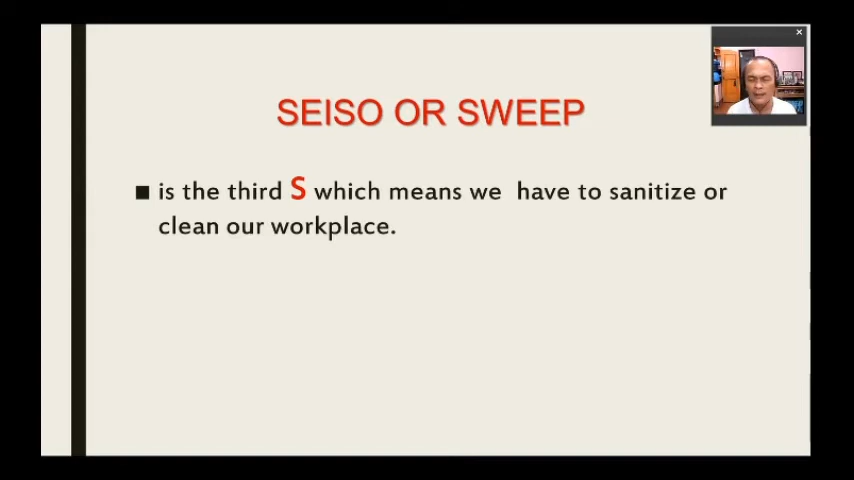 SEISO OR SWEEP
■ is the third S which means we have to sanitize or
clean our workplace.